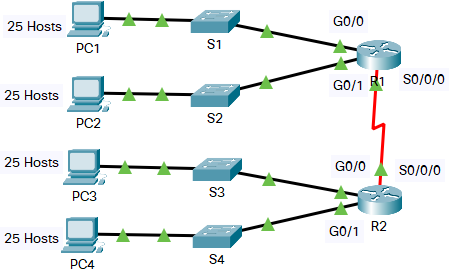 25 Hosts
PC1
S1
G0/0
R1
S0/0/0
25 Hosts
PC2
S2
G0/1
25 Hosts
PC3
S3
G0/0
S0/0/0
R2
25 Hosts
PC4
S4
G0/1